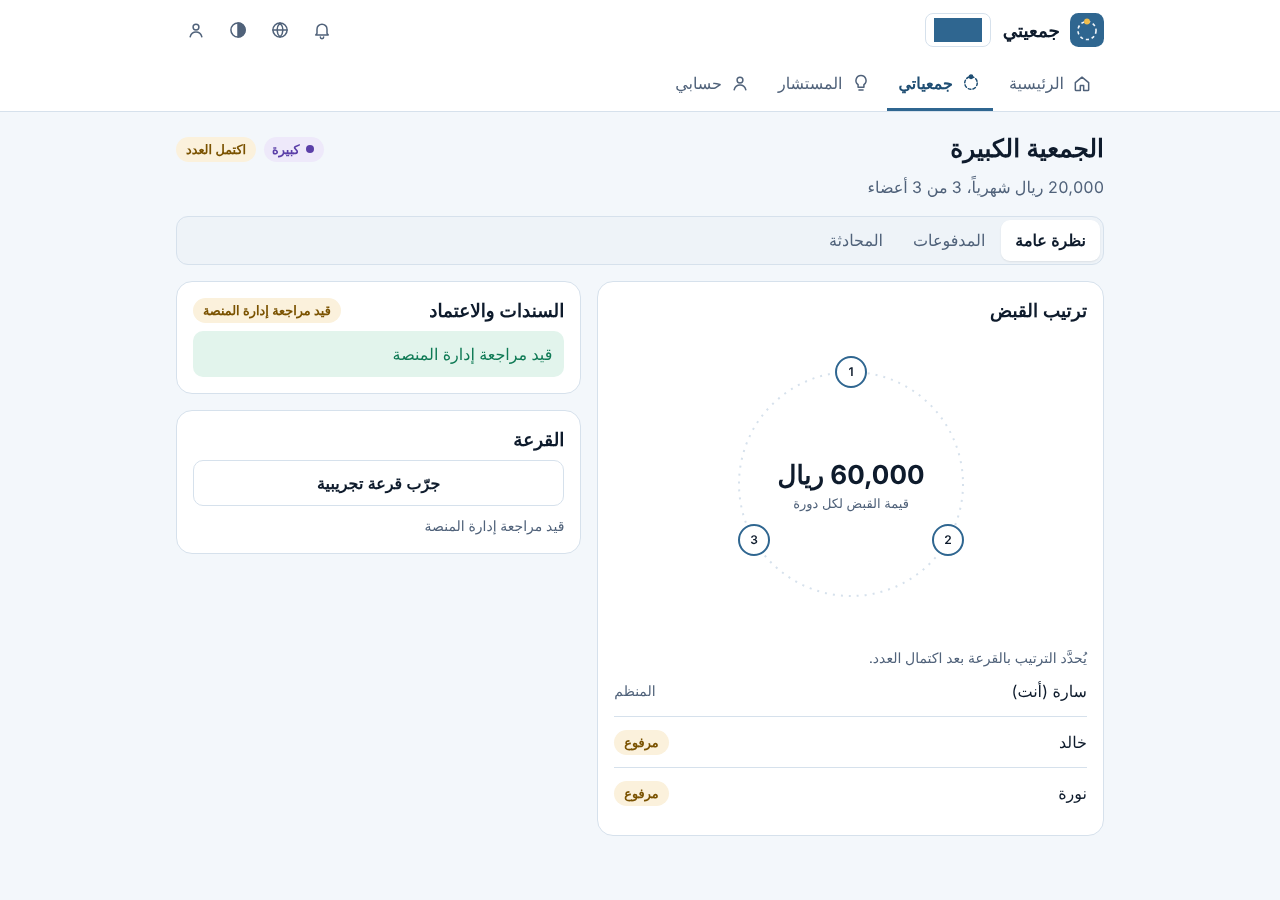 جمعيتي
الرئيسية
جمعياتي
المستشار
حسابي
الجمعية الكبيرة
كبيرة
اكتمل العدد
20,000 ريال شهرياً، 3 من 3 أعضاء
نظرة عامة
المدفوعات
المحادثة
ترتيب القبض
1
60,000 ريال
قيمة القبض لكل دورة
3
2
يُحدَّد الترتيب بالقرعة بعد اكتمال العدد.
سارة (أنت)
المنظم
خالد
مرفوع
نورة
مرفوع
السندات والاعتماد
قيد مراجعة إدارة المنصة
قيد مراجعة إدارة المنصة
القرعة
جرّب قرعة تجريبية
قيد مراجعة إدارة المنصة